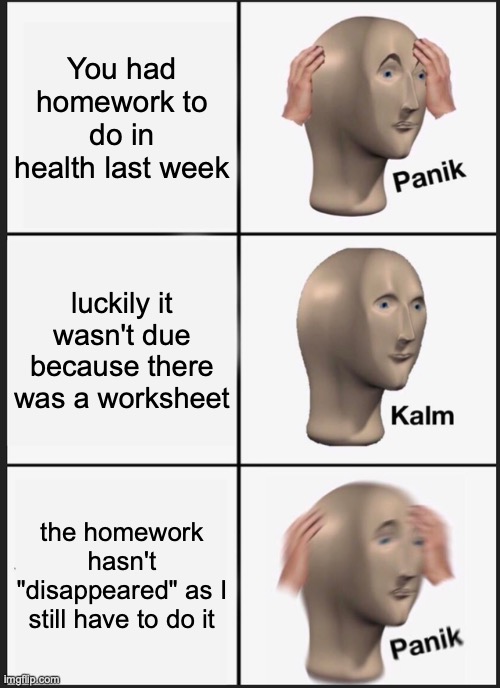 You had
homework to
do in
health last week
Panik
luckily it
wasn't due
because there
was a worksheet
Kalm
the homework
hasn't
"disappeared" as I
still have to do it
Panik
imgflip.com